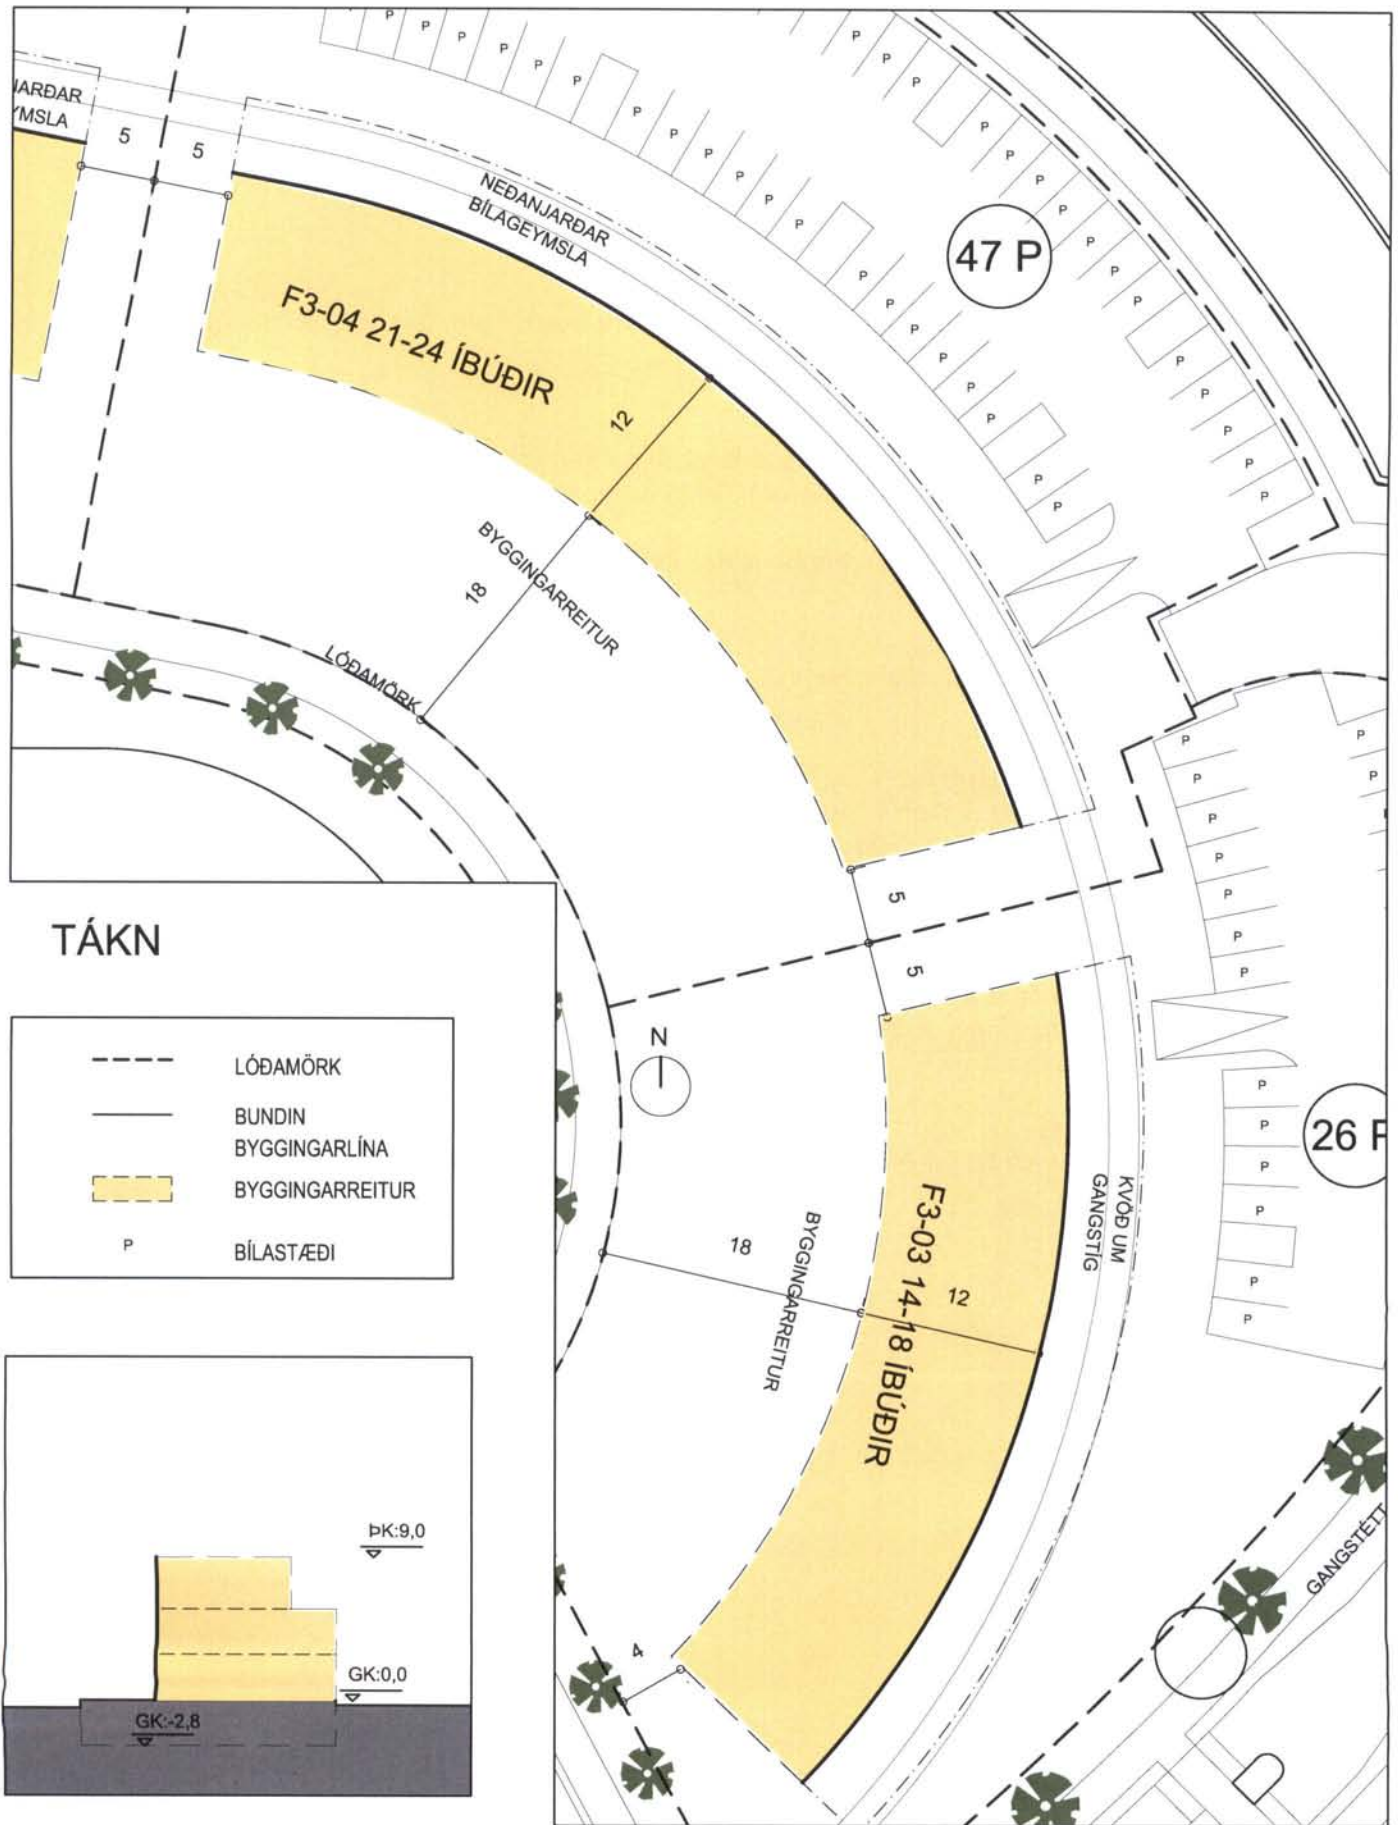 JARÐAR
YMSLA
5
5
NEÐANJARÐAR
BÍLAGEYMSLA
47 P
F3-04 21-24 ÍBÚÐIR
12
18
BYGGINGARREITUR
LÓÐAMÖRK
5
5
N
18
BYGGINGARREITUR
F3-03 14-18 ÍBÚÐIR
12
KVÖÐ UM
GANGSTÍG
26 P
4
GANGSTÉTT
TÁKN
LÓÐAMÖRK
BUNDIN
BYGGINGARLÍNA
BYGGINGARREITUR
P BÍLASTÆÐI
ÞK:9,0
GK:0,0
GK:-2,8